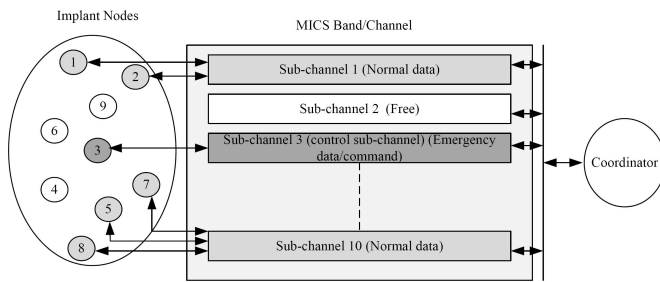 Implant Nodes
MICS Band/Channel
1
2
9
6
3
4
7
5
8
Sub-channel 1 (Normal data)
Sub-channel 2 (Free)
Sub-channel 3 (control sub-channel) (Emergency
data/command)
Sub-channel 10 (Normal data)
Coordinator